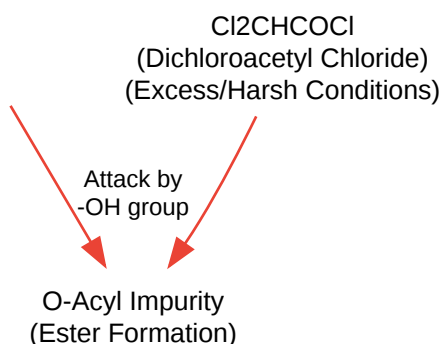 Cl2CHCOCl
(Dichloroacetyl Chloride)
(Excess/Harsh Conditions)
Attack by
-OH group
O-Acyl Impurity
(Ester Formation)